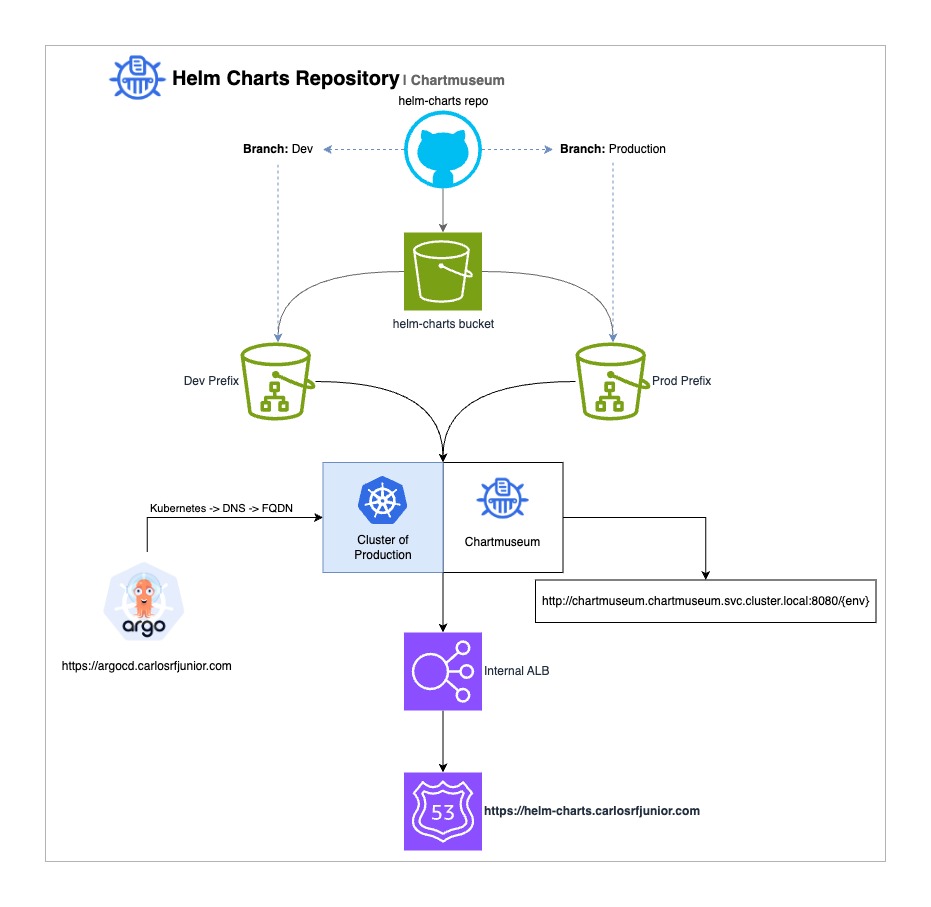 Helm Charts Repository | Chartmuseum
helm-charts repo
Branch: Dev
Branch: Production
helm-charts bucket
Dev Prefix
Prod Prefix
Kubernetes -> DNS -> FQDN
Cluster of
Production
Chartmuseum
http://chartmuseum.chartmuseum.svc.cluster.local:8080/{env}
argo
https://argocd.carlosrfjunior.com
Internal ALB
53
https://helm-charts.carlosrfjunior.com